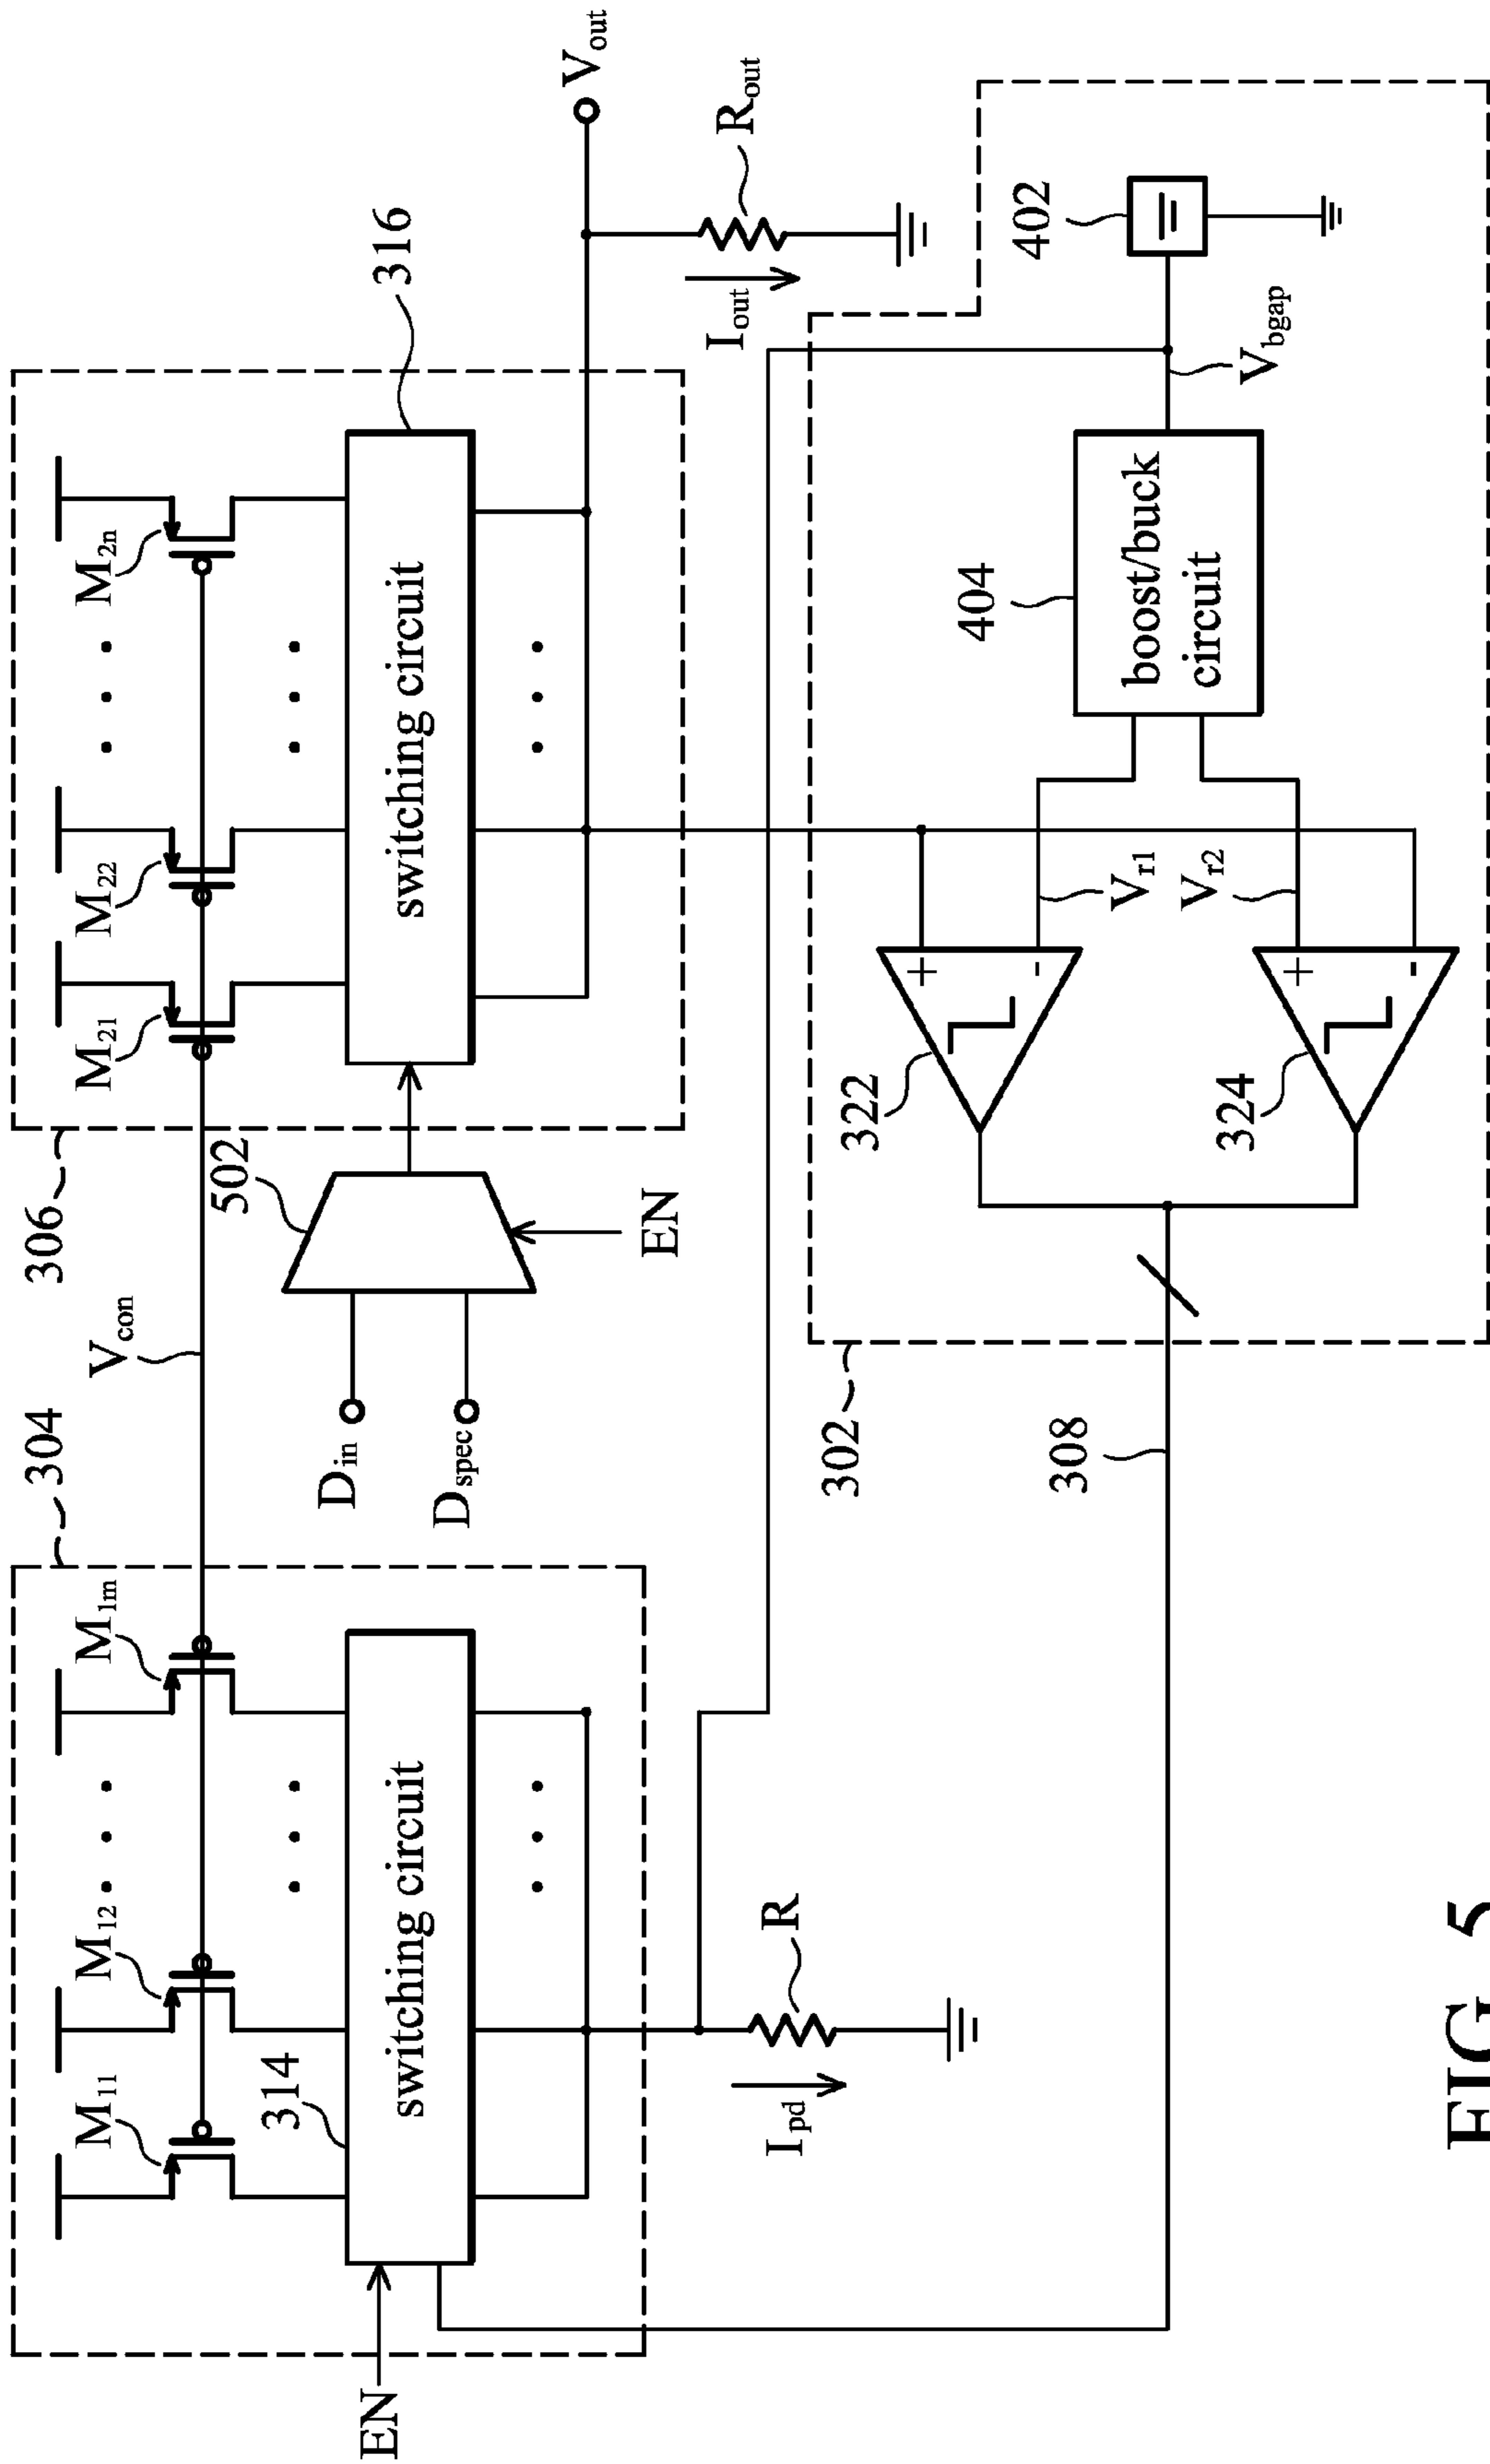 304
M11
M12
M1m
EN
314
switching circuit
Ipd
R
Vcon
306
M21
M22
M2n
502
Din
Dspec
EN
switching circuit
316
Vout
Iout
Rout
302
308
322
+
-
324
+
-
Vr1
Vr2
404
boost/buck
circuit
Vbgap
402
FIG. 5